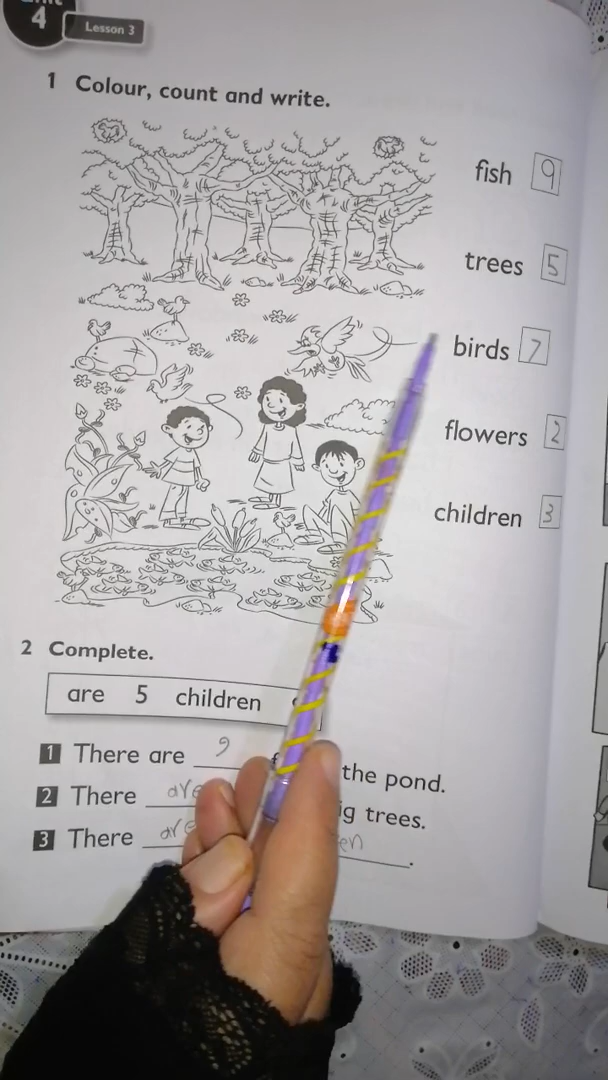 4 Lesson 3
1 Colour, count and write.
fish 9
trees 5
birds 7
flowers 2
children 3
2 Complete.
are 5 children
1 There are 9 the pond.
2 There are trees.
3 There are